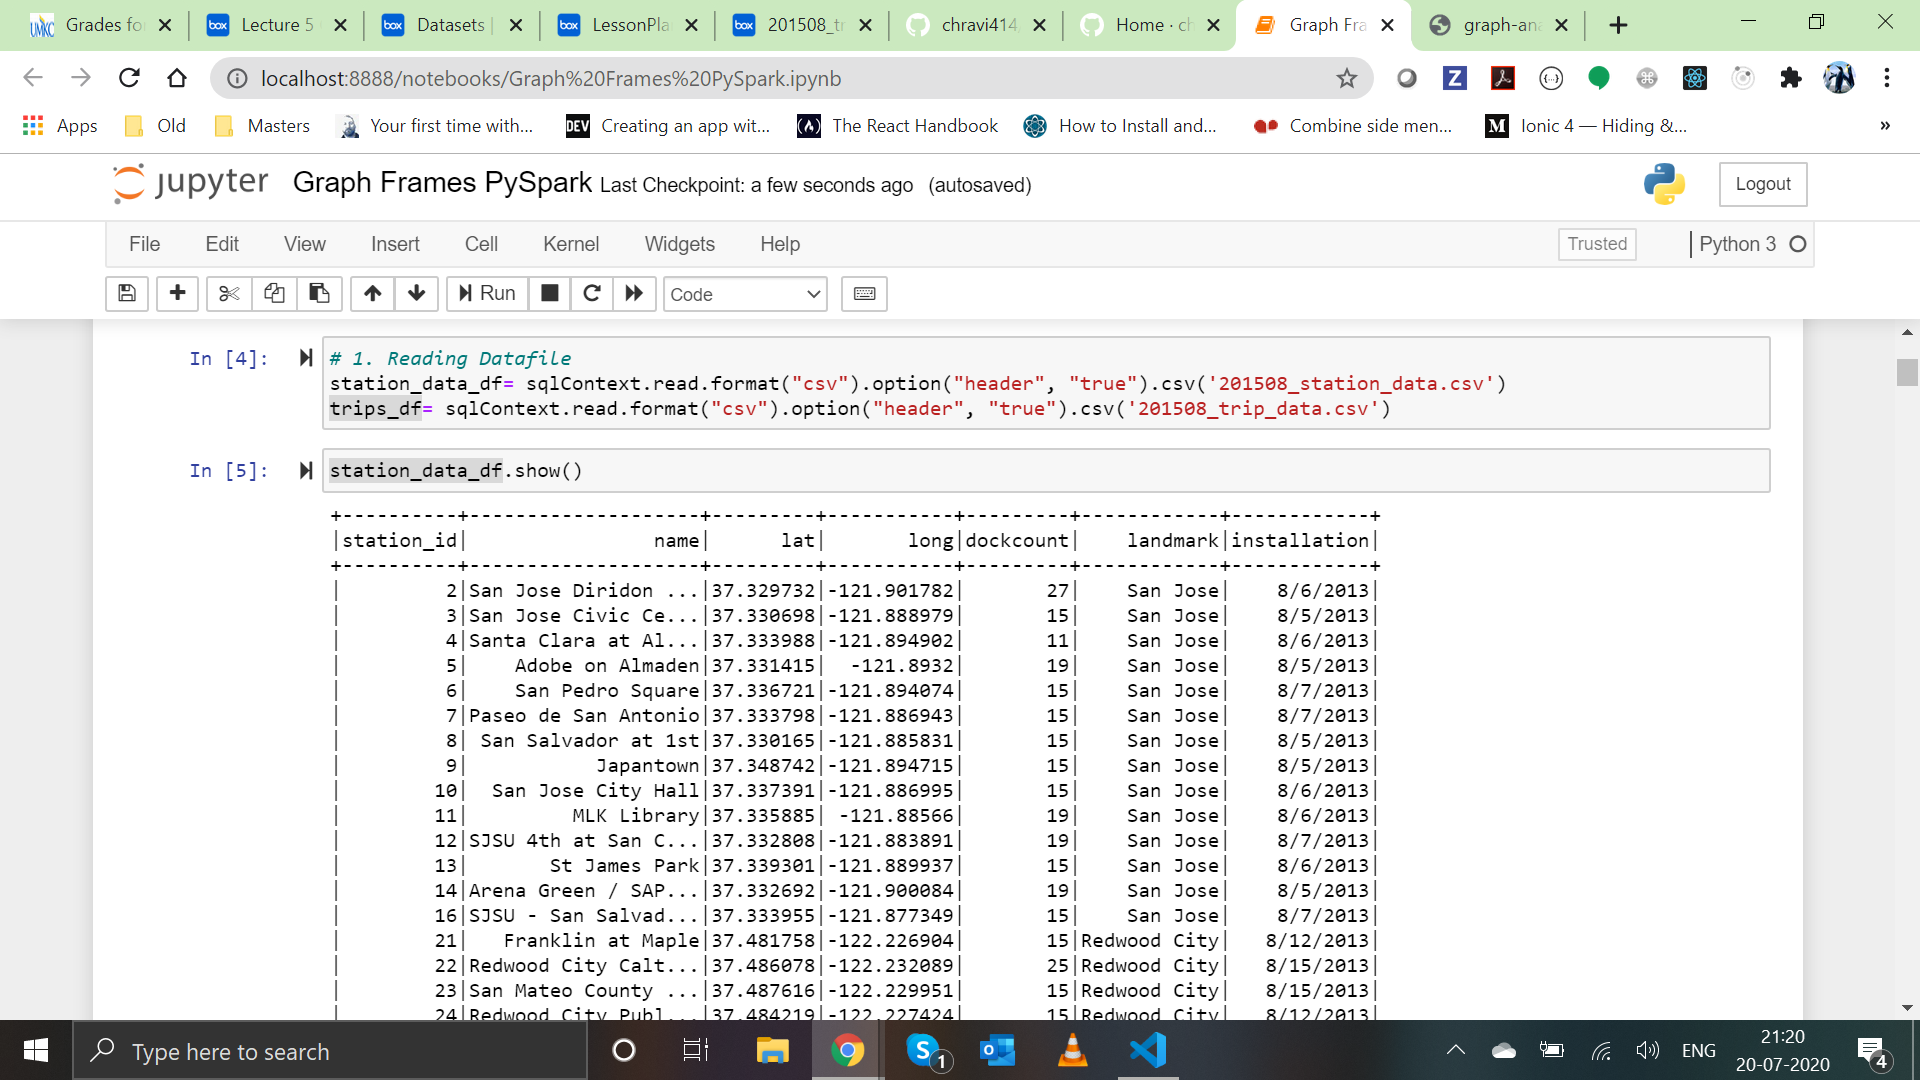 Grades fo
Lecture 5
Datasets |
LessonPla
201508_tr
chravi414
Home · ch
Graph Fra
graph-ana
localhost:8888/notebooks/Graph%20Frames%20PySpark.ipynb
Apps
Old
Masters
Your first time with...
DEV Creating an app wit...
The React Handbook
How to Install and...
Combine side men...
Ionic 4 — Hiding &...
»
jupyter Graph Frames PySpark Last Checkpoint: a few seconds ago (autosaved)
Logout
File Edit View Insert Cell Kernel Widgets Help
Trusted
Python 3
Run
Code
In [4]:
# 1. Reading Datafile
station_data_df= sqlContext.read.format("csv").option("header", "true").csv('201508_station_data.csv')
trips_df= sqlContext.read.format("csv").option("header", "true").csv('201508_trip_data.csv')
In [5]:
station_data_df.show()
+----------+--------------------+---------+-----------+---------+------------+------------+
|station_id|                name|      lat|       long|dockcount|    landmark|installation|
+----------+--------------------+---------+-----------+---------+------------+------------+
|         2|San Jose Diridon ...|37.329732|-121.901782|       27|    San Jose|    8/6/2013|
|         3|San Jose Civic Ce...|37.330698|-121.888979|       15|    San Jose|    8/5/2013|
|         4|Santa Clara at Al...|37.333988|-121.894902|       11|    San Jose|    8/6/2013|
|         5|    Adobe on Almaden|37.331415|  -121.8932|       19|    San Jose|    8/5/2013|
|         6|    San Pedro Square|37.336721|-121.894074|       15|    San Jose|    8/7/2013|
|         7|Paseo de San Antonio|37.333798|-121.886943|       15|    San Jose|    8/7/2013|
|         8| San Salvador at 1st|37.330165|-121.885831|       15|    San Jose|    8/5/2013|
|         9|           Japantown|37.348742|-121.894715|       15|    San Jose|    8/5/2013|
|        10|  San Jose City Hall|37.337391|-121.886995|       15|    San Jose|    8/6/2013|
|        11|         MLK Library|37.335885| -121.88566|       19|    San Jose|    8/6/2013|
|        12|SJSU 4th at San C...|37.332808|-121.883891|       19|    San Jose|    8/7/2013|
|        13|       St James Park|37.339301|-121.889937|       15|    San Jose|    8/6/2013|
|        14|Arena Green / SAP...|37.332692|-121.900084|       19|    San Jose|    8/5/2013|
|        16|SJSU - San Salvad...|37.333955|-121.877349|       15|    San Jose|    8/7/2013|
|        21|   Franklin at Maple|37.481758|-122.226904|       15|Redwood City|   8/12/2013|
|        22|Redwood City Calt...|37.486078|-122.232089|       25|Redwood City|   8/15/2013|
|        23|San Mateo County ...|37.487616|-122.229951|       15|Redwood City|   8/15/2013|
|        24|Redwood City Publ...|37.484219|-122.227424|       15|Redwood City|   8/12/2013|
Type here to search
1
ENG
21:20
20-07-2020
4